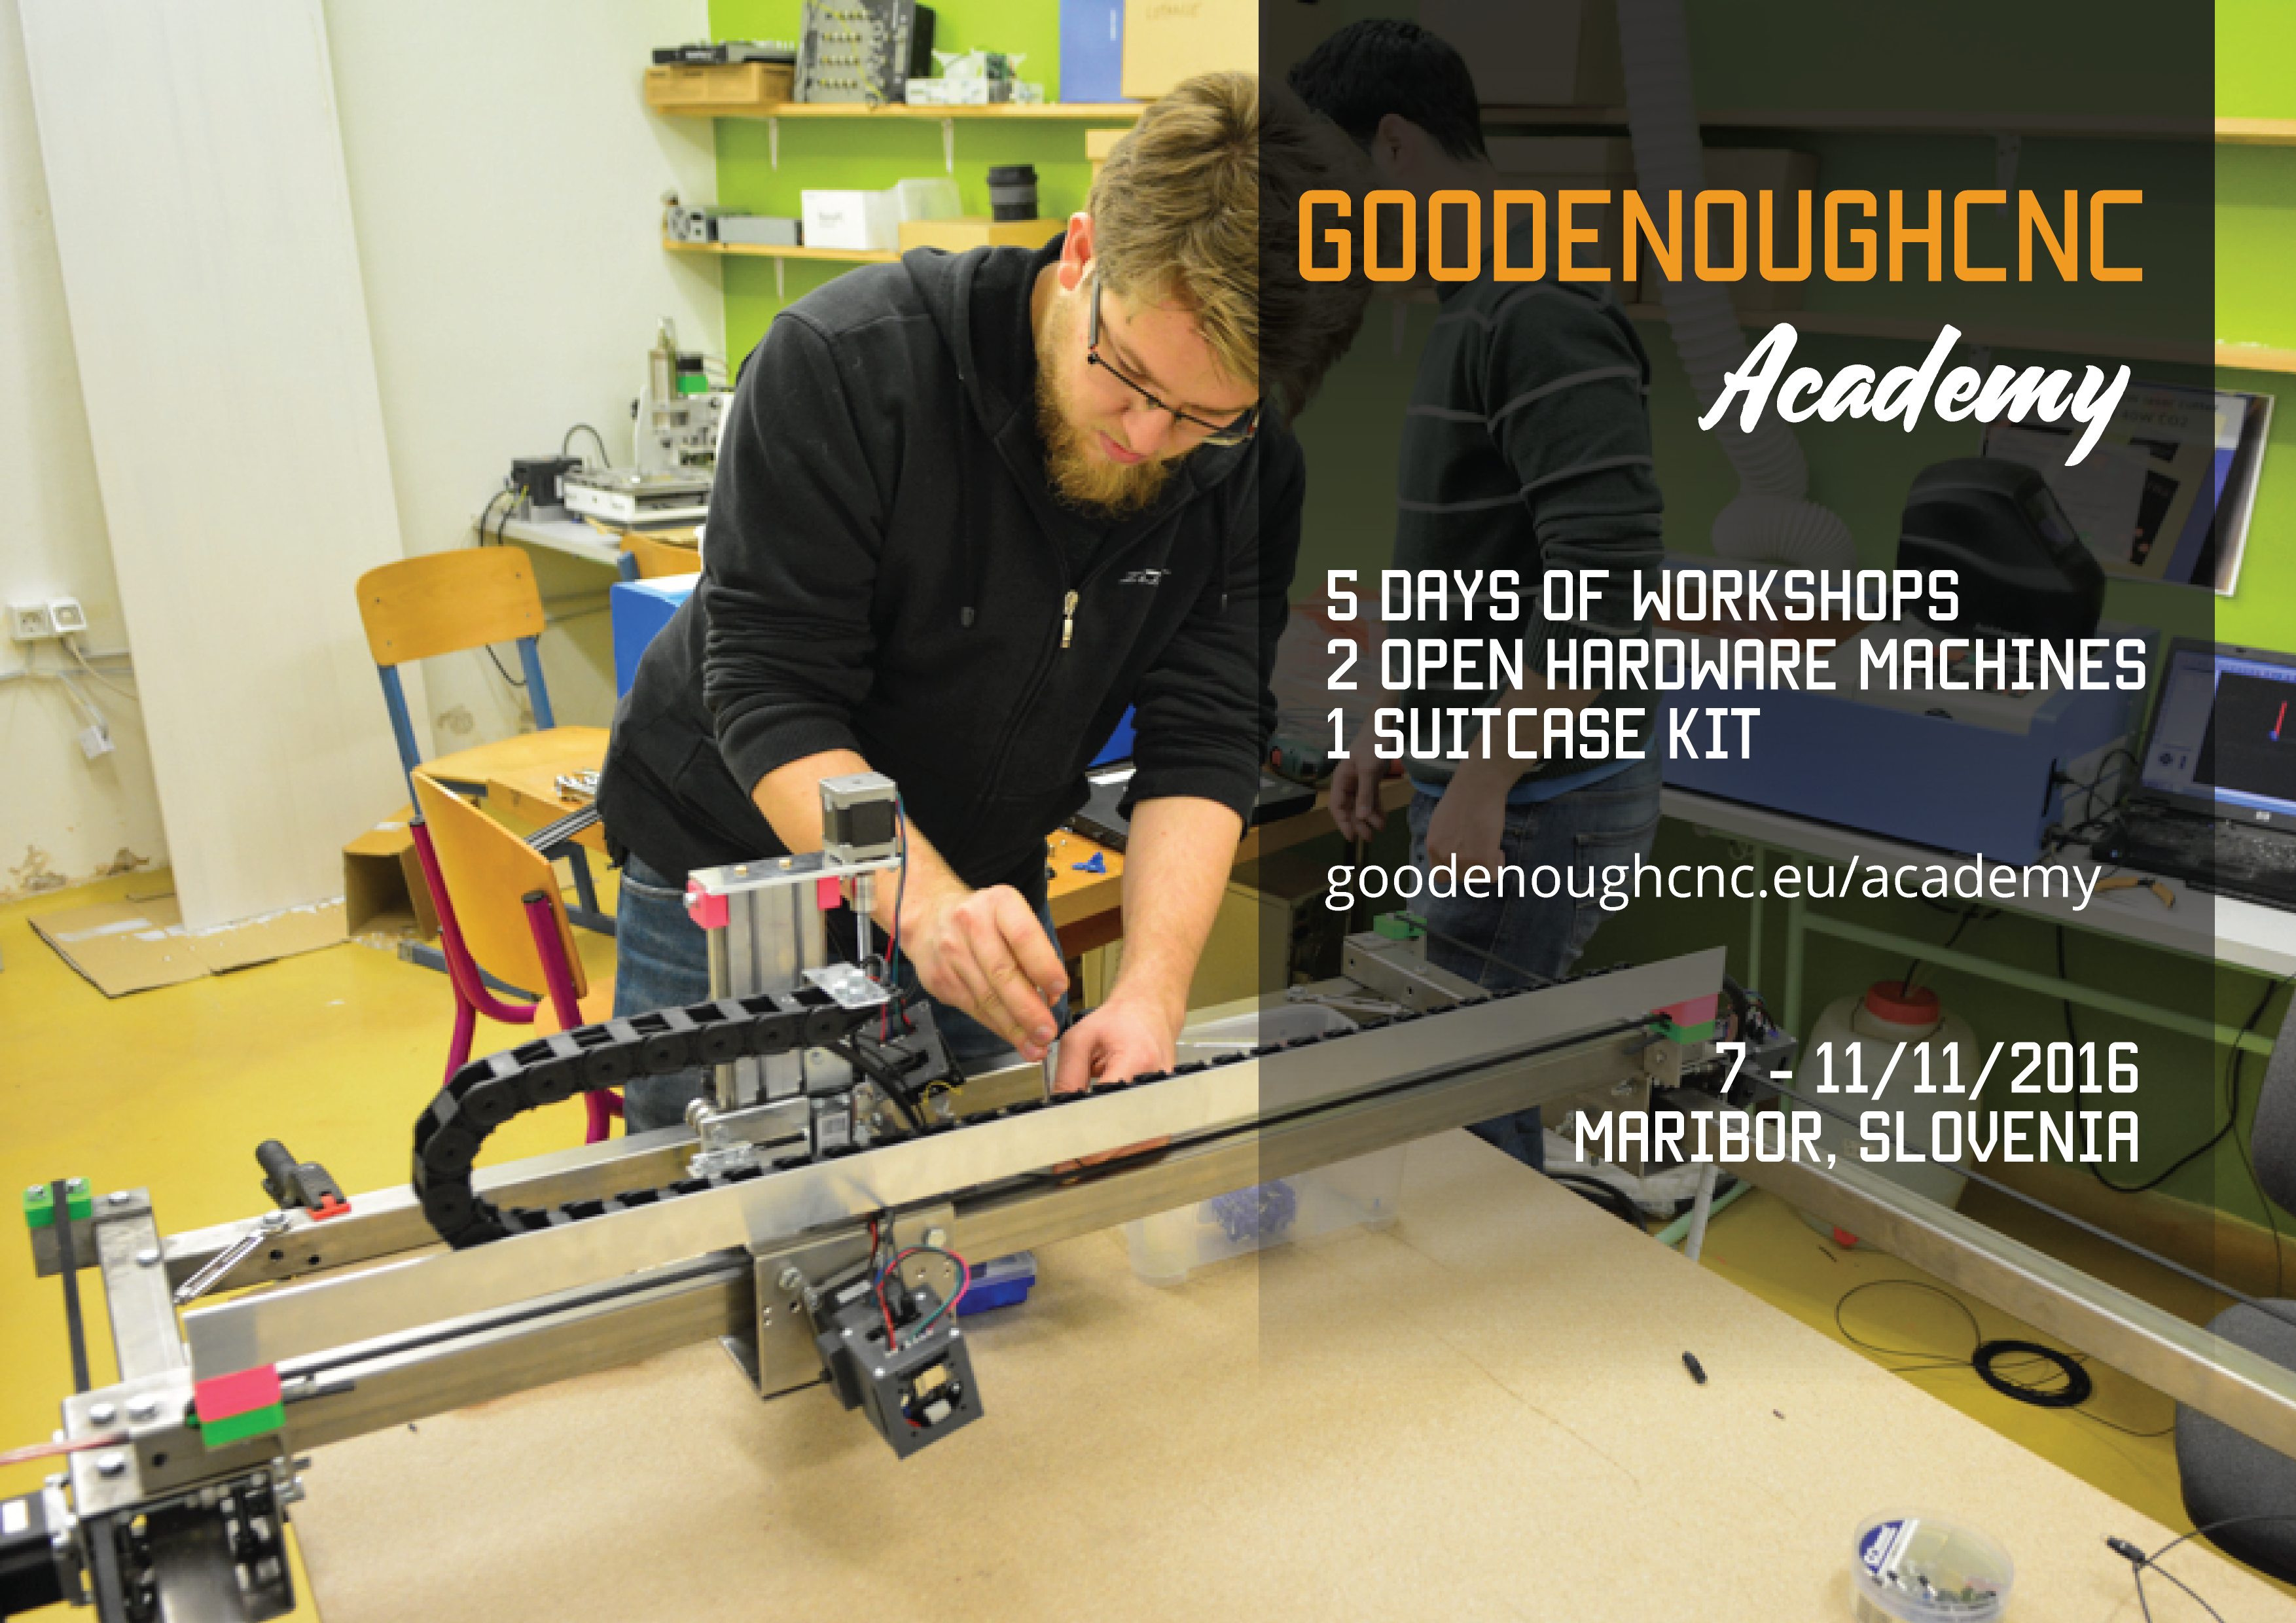 GOODENOUGHCNC
Academy
5 DAYS OF WORKSHOPS
2 OPEN HARDWARE MACHINES
1 SUITCASE KIT
goodenoughcnc.eu/academy
7 - 11/11/2016
MARIBOR, SLOVENIA